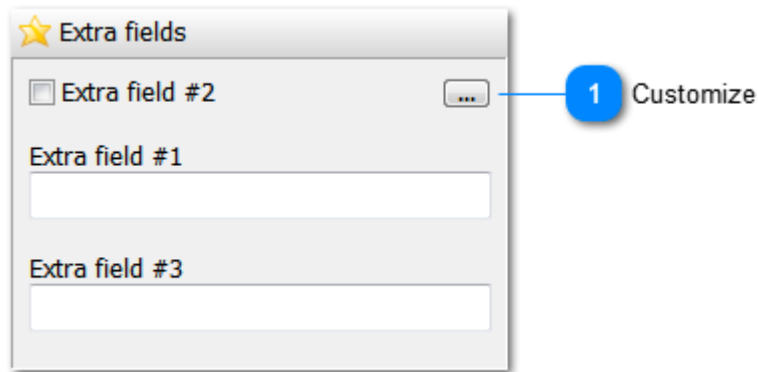 Extra fields
Extra field #2 ... 1 Customize
Extra field #1
Extra field #3